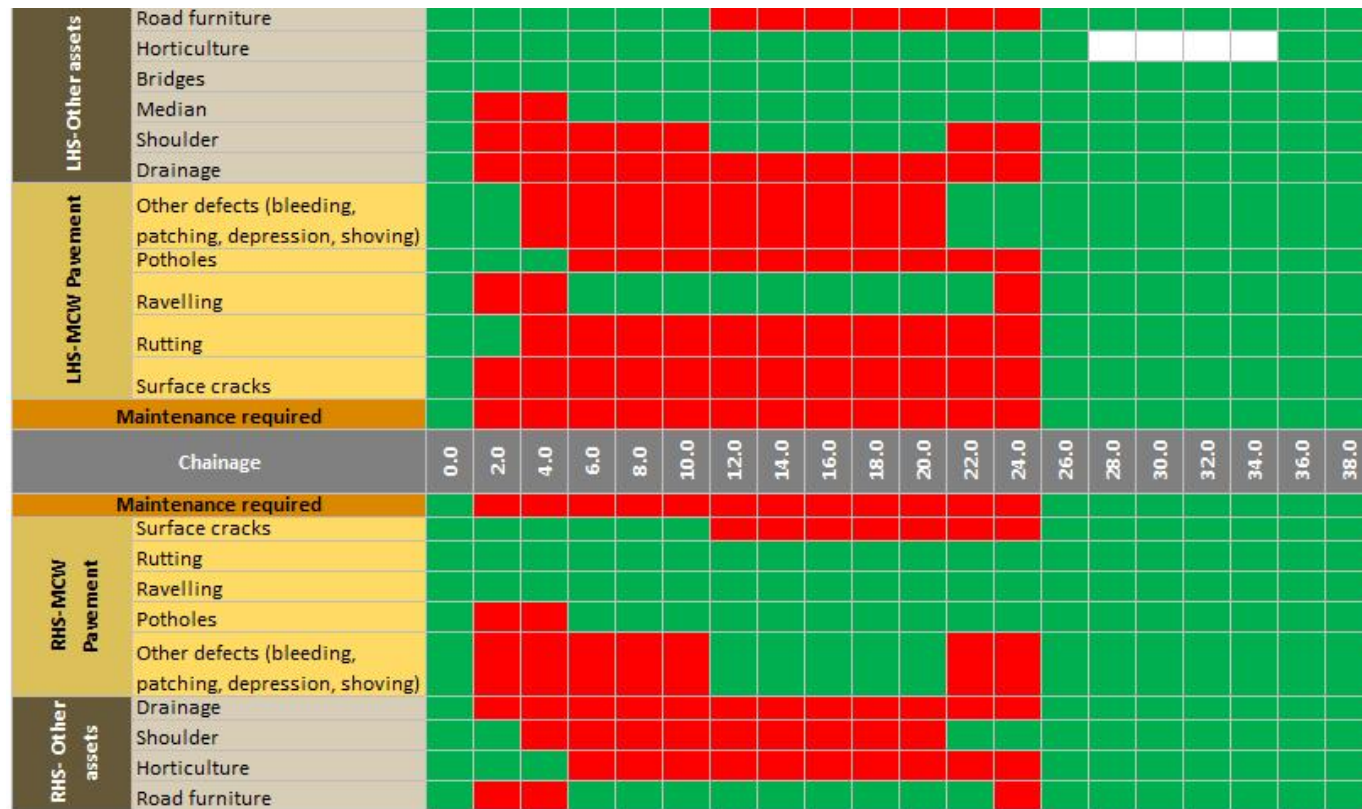 LHS-Other assets
Road furniture
Horticulture
Bridges
Median
Shoulder
Drainage
LHS-MCW Pavement
Other defects (bleeding,
patching, depression, shoving)
Potholes
Ravelling
Rutting
Surface cracks
Maintenance required
Chainage 0.0 2.0 4.0 6.0 8.0 10.0 12.0 14.0 16.0 18.0 20.0 22.0 24.0 26.0 28.0 30.0 32.0 34.0 36.0 38.0
Maintenance required
RHS-MCW
Pavement
Surface cracks
Rutting
Ravelling
Potholes
Other defects (bleeding,
patching, depression, shoving)
RHS- Other
assets
Drainage
Shoulder
Horticulture
Road furniture